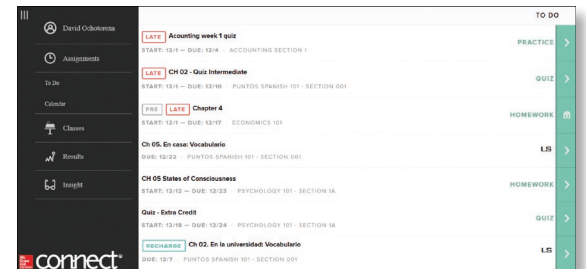 TO DO
David Ochotorena
Assignments
To Do
Calendar
Classes
Results
Insight
Mc Graw Hill Education connect®
LATE Acounting week 1 quiz
START: 12/1 — DUE: 12/4 · ACCOUNTING SECTION 1
PRACTICE
LATE CH 02 - Quiz Intermediate
START: 12/1 — DUE: 12/16 · PUNTOS SPANISH 101 - SECTION 001
QUIZ
PRE LATE Chapter 4
START: 12/1 — DUE: 12/17 · ECONOMICS 101
HOMEWORK
Ch 05. En casa: Vocabulario
DUE: 12/22 · PUNTOS SPANISH 101 - SECTION 001
LS
CH 05 States of Consciousness
START: 12/12 — DUE: 12/23 · PSYCHOLOGY 101 - SECTION 1A
HOMEWORK
Quiz - Extra Credit
START: 12/18 — DUE: 12/24 · PSYCHOLOGY 101 - SECTION 1A
QUIZ
RECHARGE Ch 02. En la universidad: Vocabulario
DUE: 12/7 · PUNTOS SPANISH 101 - SECTION 001
LS